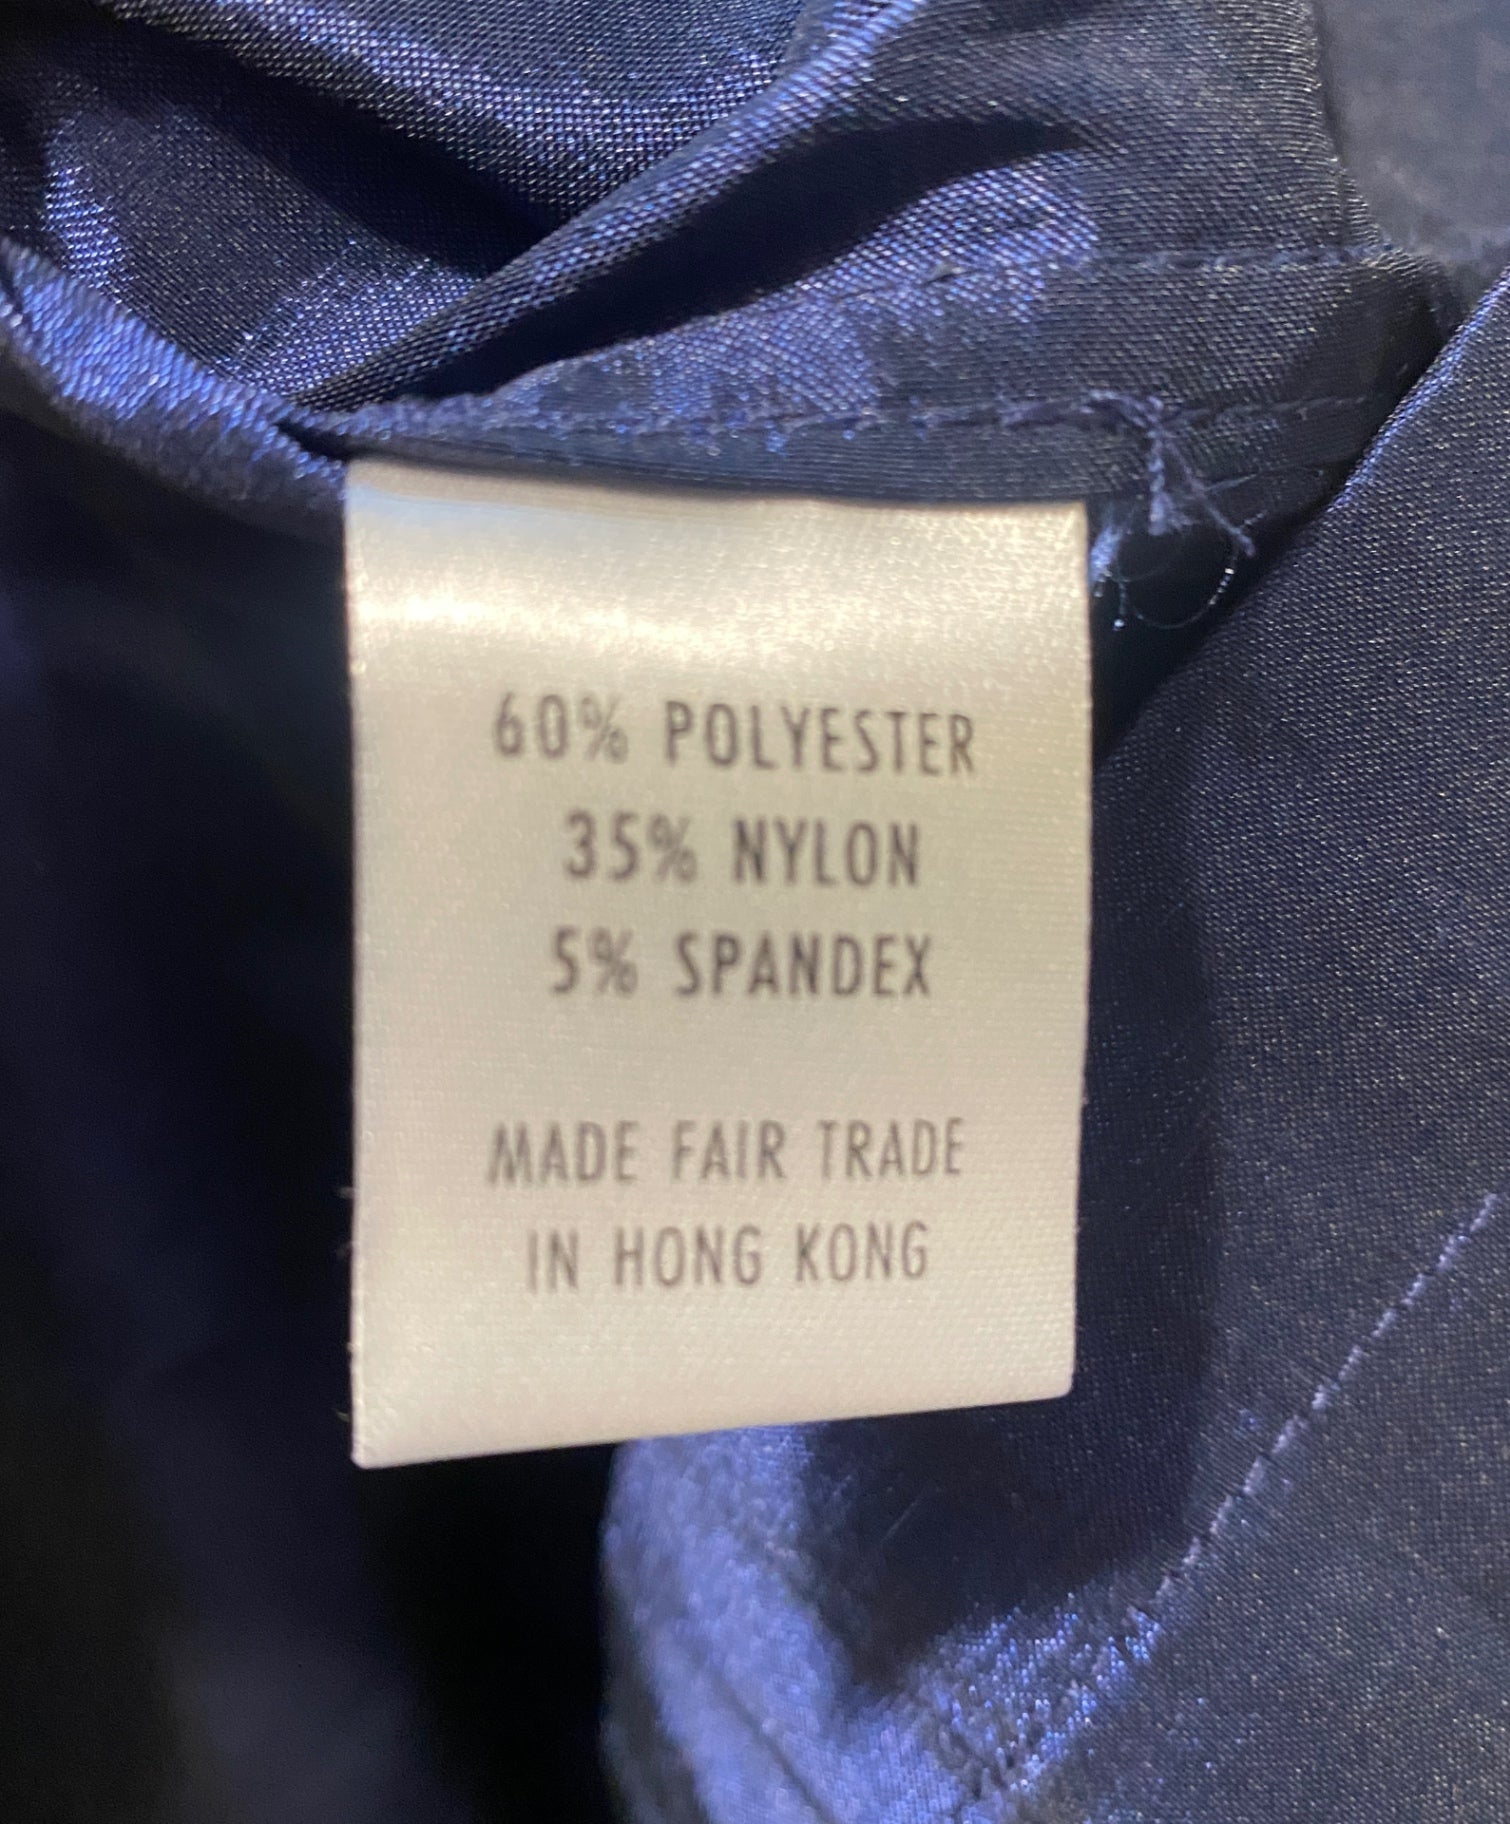 60% POLYESTER
35% NYLON
5% SPANDEX
MADE FAIR TRADE
IN HONG KONG